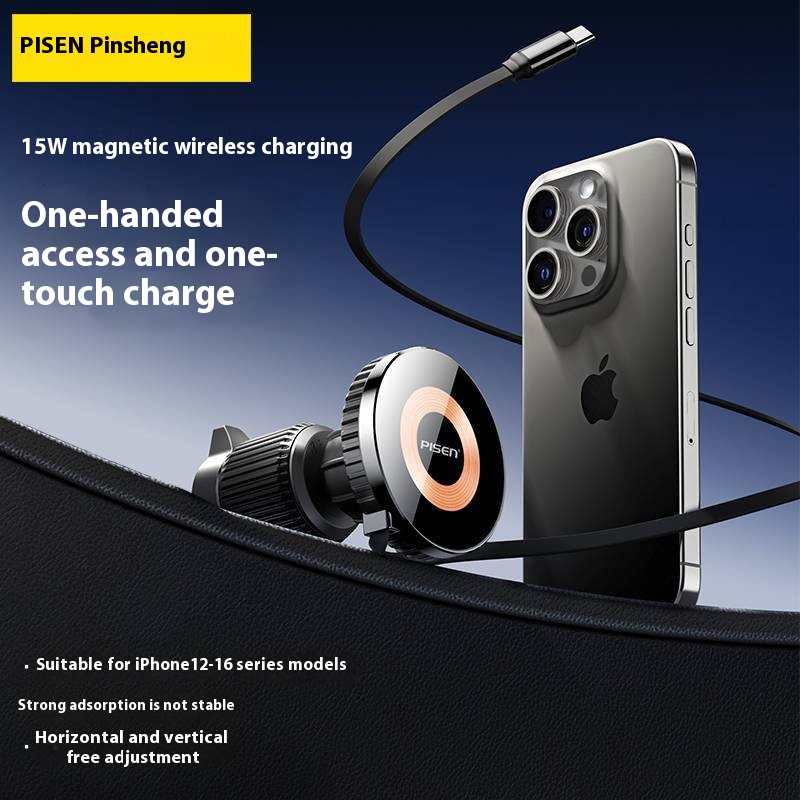 PISEN Pinsheng
15W magnetic wireless charging
One-handed
access and one-
touch charge
PISEN
· Suitable for iPhone12-16 series models
Strong adsorption is not stable
· Horizontal and vertical
free adjustment